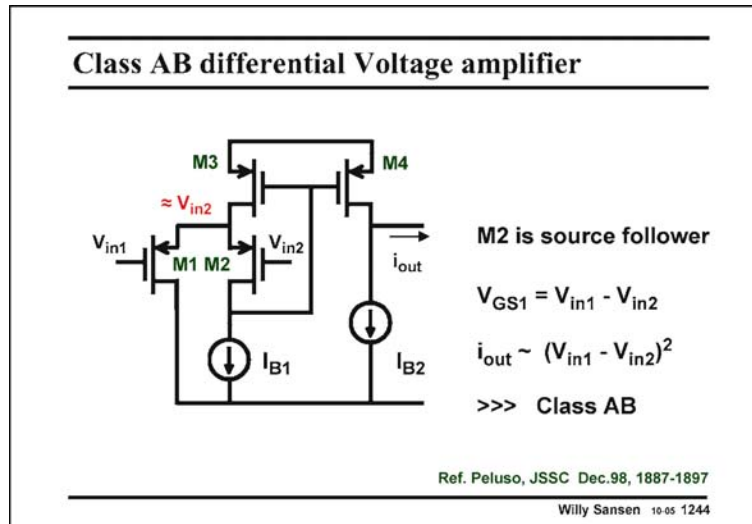 Class AB differential Voltage amplifier
M3
M4
≈ Vin2
Vin1
M1 M2
Vin2
iout
IB1
IB2
M2 is source follower
VGS1 = Vin1 - Vin2
iout ~ (Vin1 - Vin2)²
>>> Class AB
Ref. Peluso, JSSC Dec.98, 1887-1897
Willy Sansen 10-05 1244